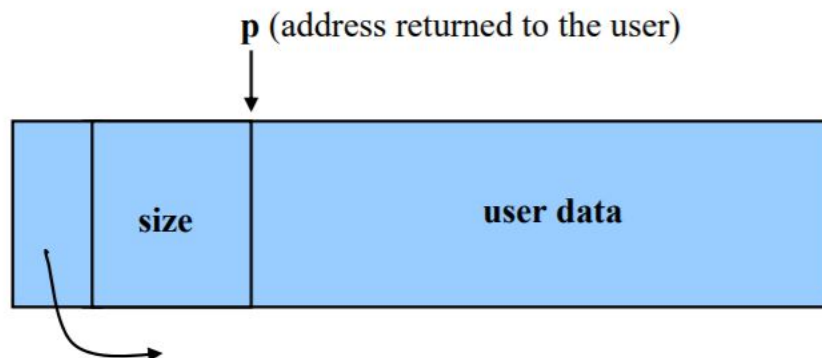 p (address returned to the user)
size
user data